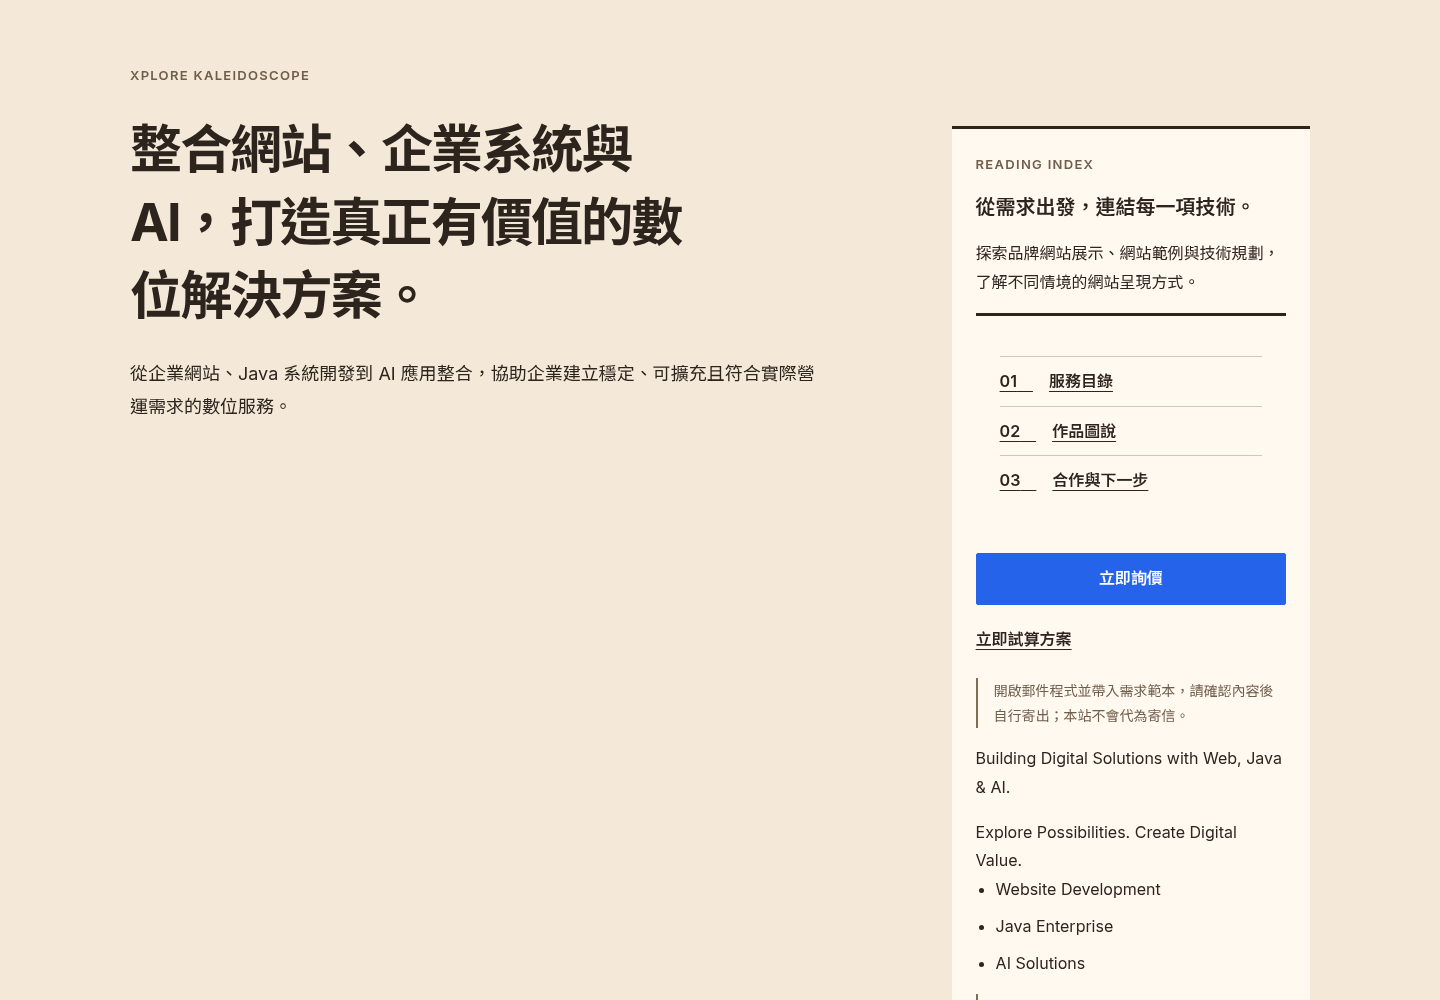 XPLORE KALEIDOSCOPE
整合網站、企業系統與
AI，打造真正有價值的數
位解決方案。
從企業網站、Java 系統開發到 AI 應用整合，協助企業建立穩定、可擴充且符合實際營
運需求的數位服務。
READING INDEX
從需求出發，連結每一項技術。
探索品牌網站展示、網站範例與技術規劃，
了解不同情境的網站呈現方式。
01 服務目錄
02 作品圖說
03 合作與下一步
立即詢價
立即試算方案
開啟郵件程式並帶入需求範本，請確認內容後
自行寄出；本站不會代為寄信。
Building Digital Solutions with Web, Java
& AI.
Explore Possibilities. Create Digital
Value.
• Website Development
• Java Enterprise
• AI Solutions